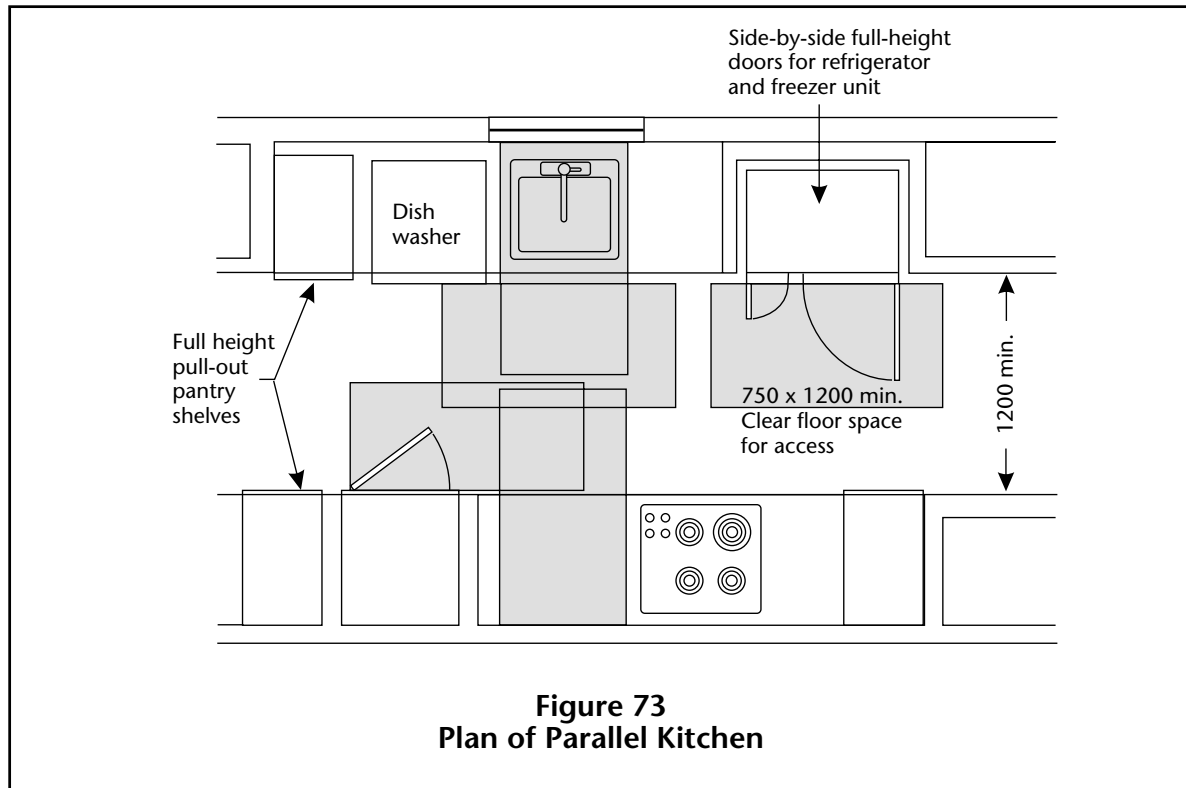 Side-by-side full-height
doors for refrigerator
and freezer unit
Dish
washer
Full height
pull-out
pantry
shelves
750 x 1200 min.
Clear floor space
for access
1200 min.
Figure 73
Plan of Parallel Kitchen